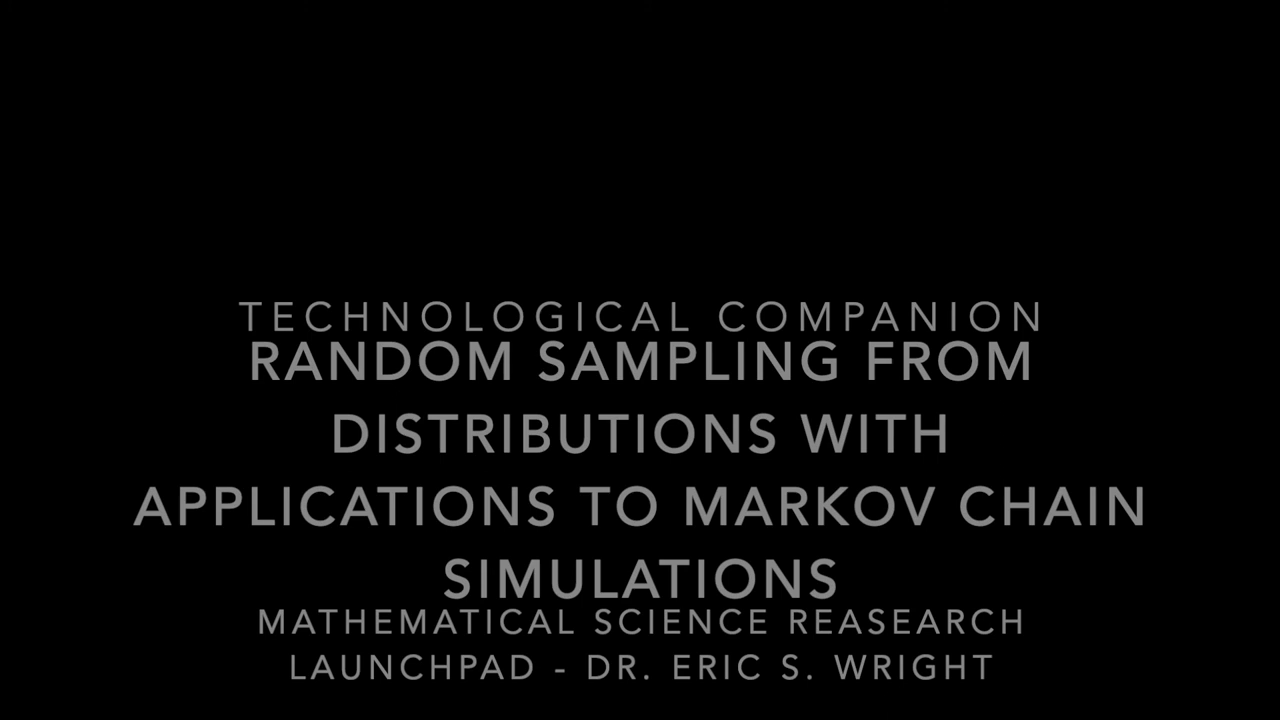 TECHNOLOGICAL COMPANION
RANDOM SAMPLING FROM
DISTRIBUTIONS WITH
APPLICATIONS TO MARKOV CHAIN
SIMULATIONS
MATHEMATICAL SCIENCE REASEARCH
LAUNCHPAD - DR. ERIC S. WRIGHT